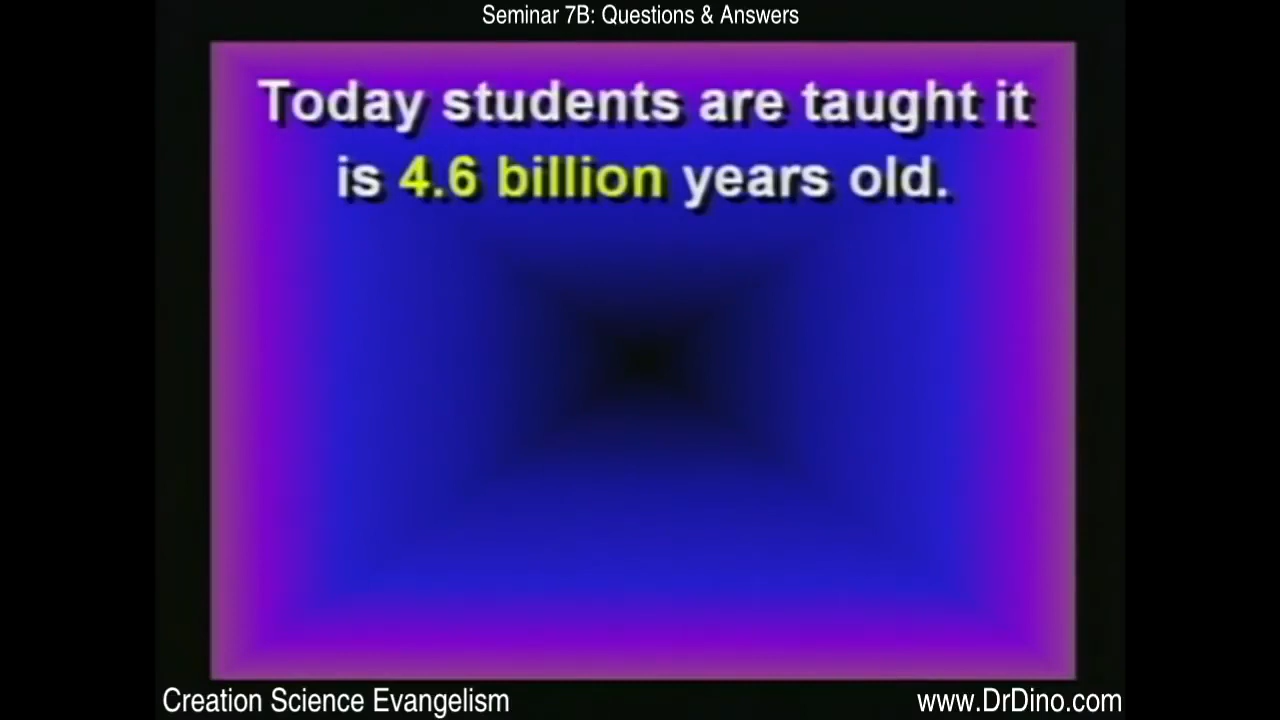 Seminar 7B: Questions & Answers
Today students are taught it
is 4.6 billion years old.
Creation Science Evangelism
www.DrDino.com